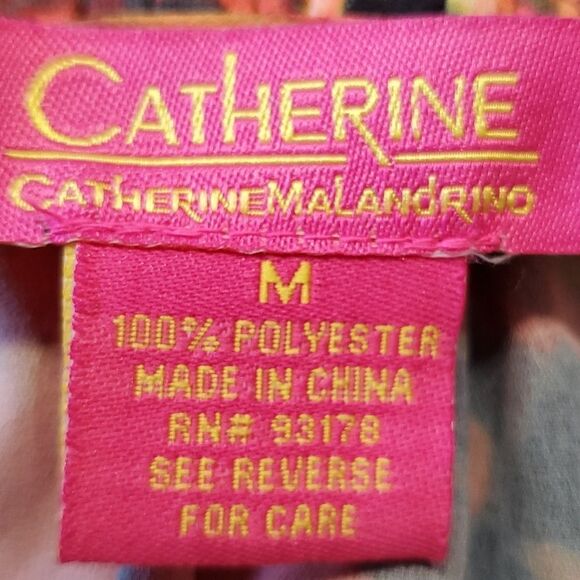 CATHERINE
CATHERINEMALANDRINO
M
100% POLYESTER
MADE IN CHINA
RN# 93178
SEE REVERSE
FOR CARE